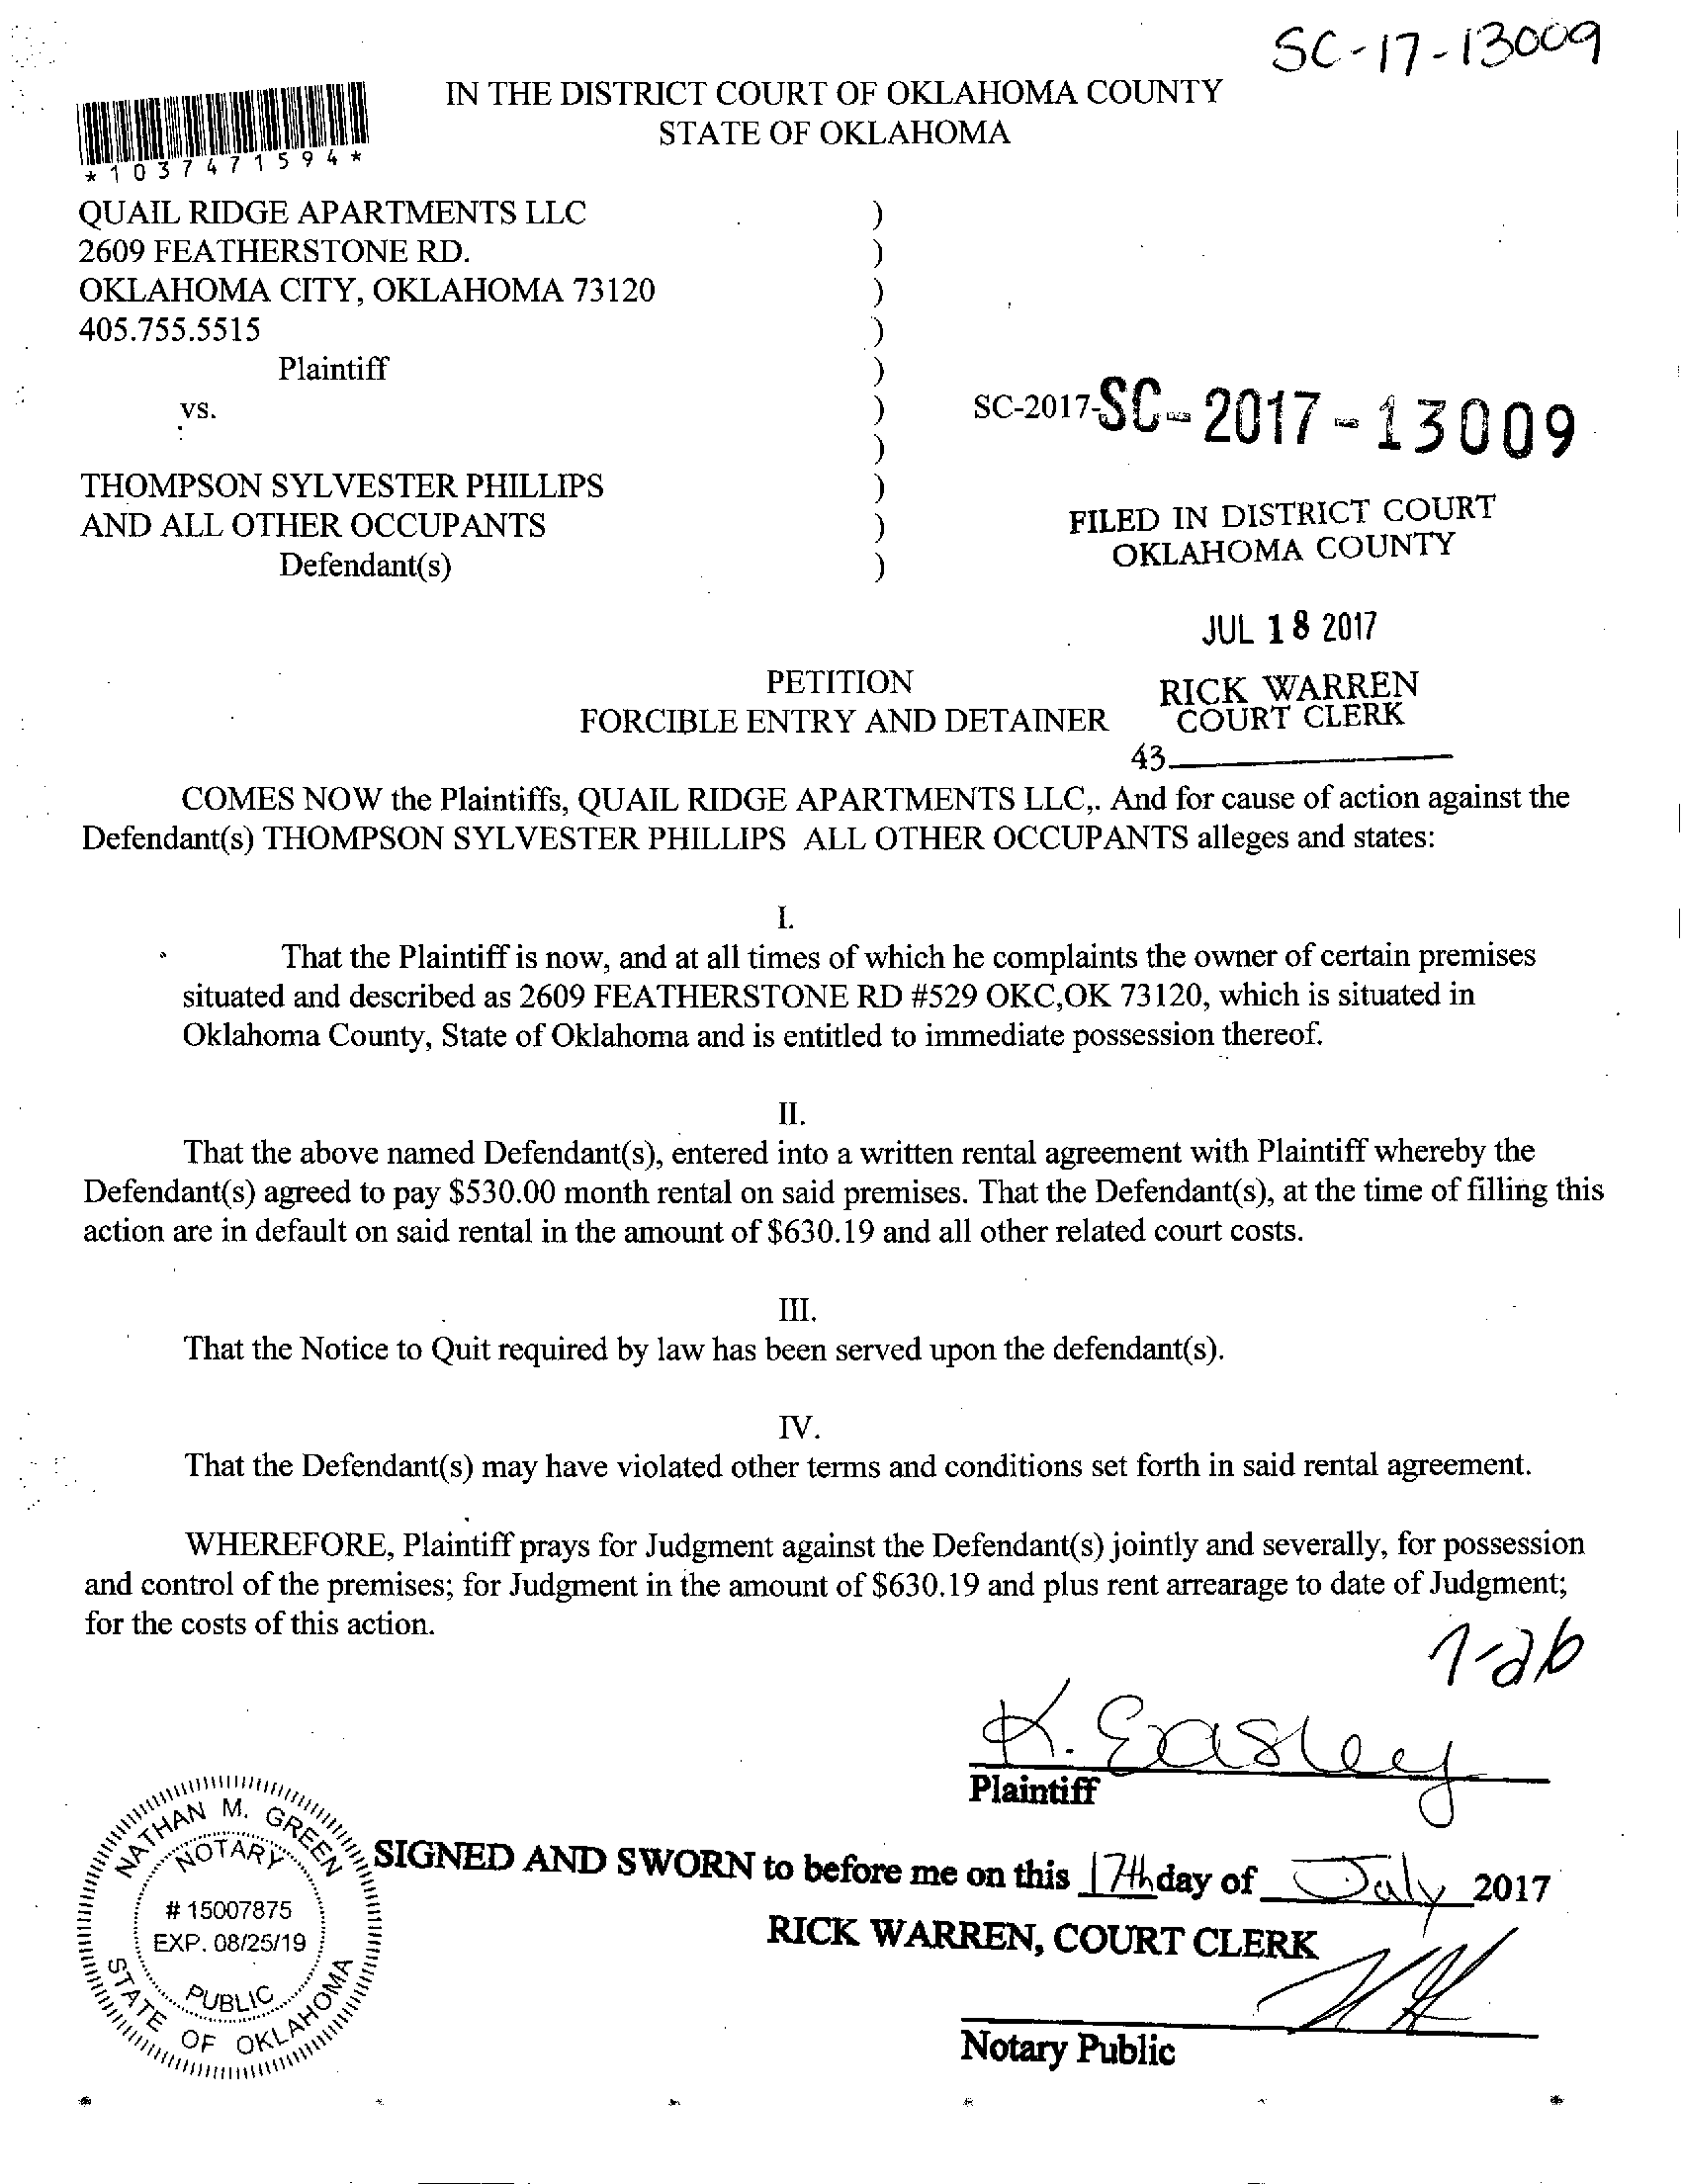 SC-17-13009
IN THE DISTRICT COURT OF OKLAHOMA COUNTY
STATE OF OKLAHOMA
*1037471594*
QUAIL RIDGE APARTMENTS LLC )
2609 FEATHERSTONE RD. )
OKLAHOMA CITY, OKLAHOMA 73120 )
405.755.5515 )
Plaintiff )
vs. ) SC-2017-SC-2017-13009
)
THOMPSON SYLVESTER PHILLIPS )
AND ALL OTHER OCCUPANTS )
Defendant(s) )
FILED IN DISTRICT COURT
OKLAHOMA COUNTY
JUL 18 2017
RICK WARREN
COURT CLERK
43
PETITION
FORCIBLE ENTRY AND DETAINER
COMES NOW the Plaintiffs, QUAIL RIDGE APARTMENTS LLC,. And for cause of action against the
Defendant(s) THOMPSON SYLVESTER PHILLIPS ALL OTHER OCCUPANTS alleges and states:
I.
That the Plaintiff is now, and at all times of which he complaints the owner of certain premises
situated and described as 2609 FEATHERSTONE RD #529 OKC,OK 73120, which is situated in
Oklahoma County, State of Oklahoma and is entitled to immediate possession thereof.
II.
That the above named Defendant(s), entered into a written rental agreement with Plaintiff whereby the
Defendant(s) agreed to pay $530.00 month rental on said premises. That the Defendant(s), at the time of filling this
action are in default on said rental in the amount of $630.19 and all other related court costs.
III.
That the Notice to Quit required by law has been served upon the defendant(s).
IV.
That the Defendant(s) may have violated other terms and conditions set forth in said rental agreement.
WHEREFORE, Plaintiff prays for Judgment against the Defendant(s) jointly and severally, for possession
and control of the premises; for Judgment in the amount of $630.19 and plus rent arrearage to date of Judgment;
for the costs of this action.
7-26
K. Easley
Plaintiff
NATHAN M. GREEN
NOTARY
# 15007875
EXP. 08/25/19
PUBLIC
STATE OF OKLAHOMA
SIGNED AND SWORN to before me on this 17th day of July 2017
RICK WARREN, COURT CLERK
Notary Public